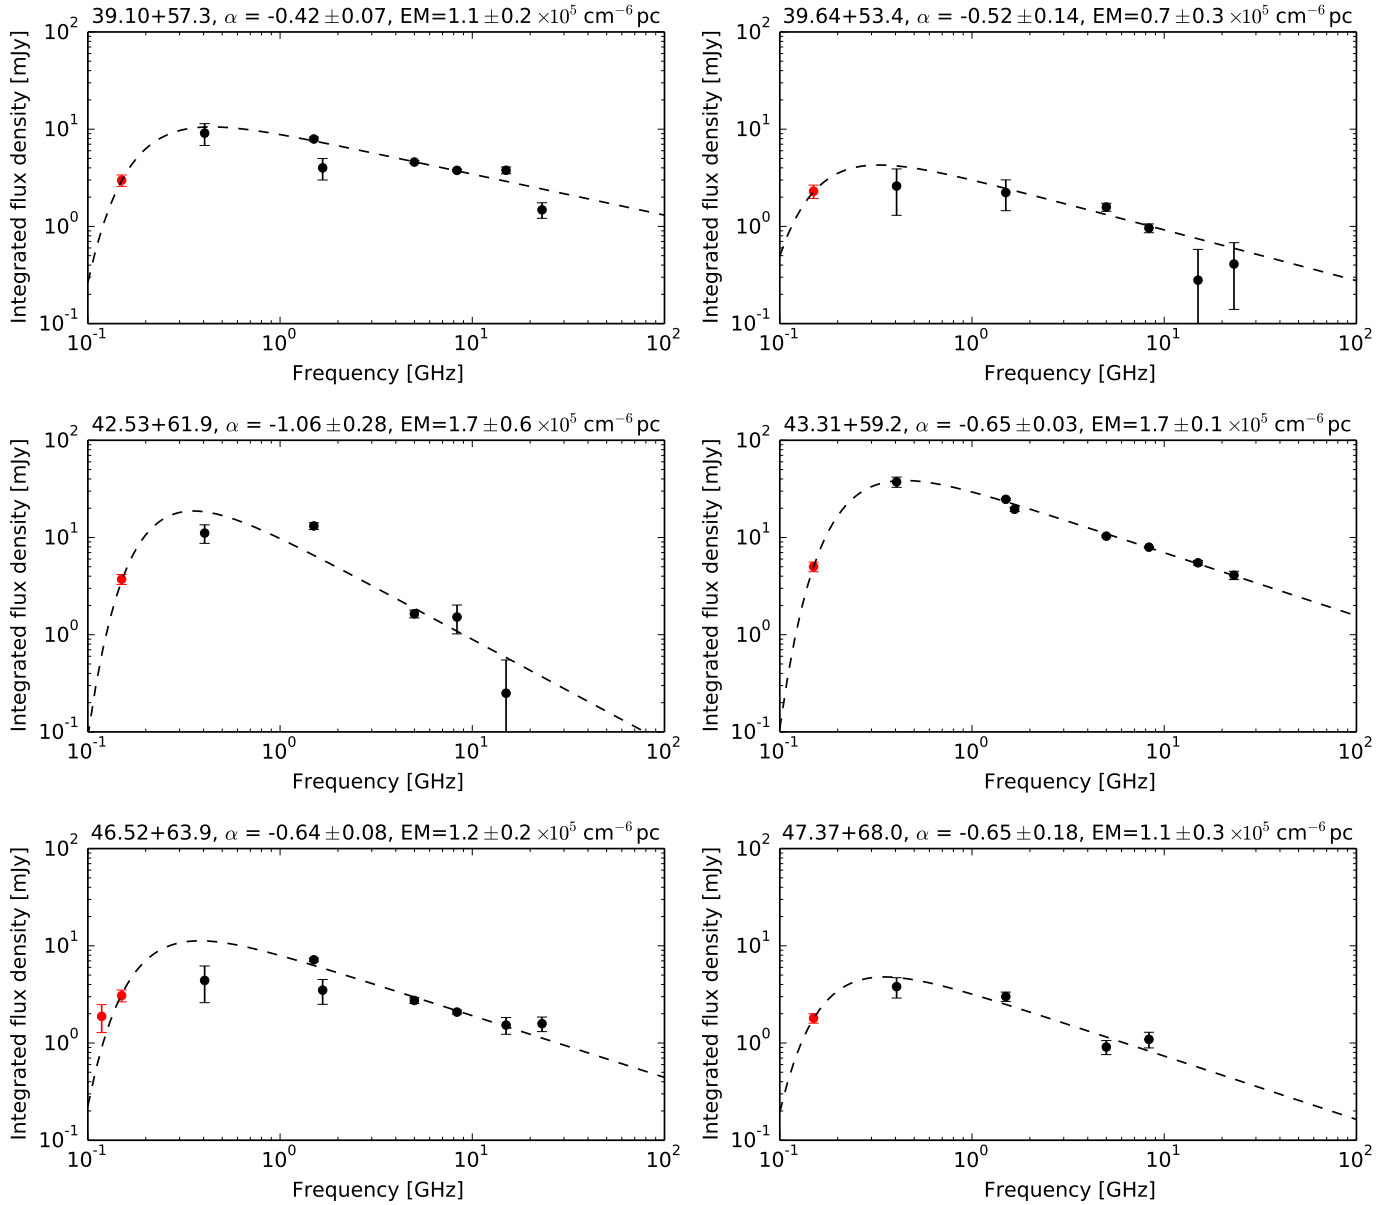 39.10+57.3, α = -0.42±0.07, EM=1.1±0.2×10⁵ cm⁻⁶ pc
10²
10¹
10⁰
10⁻¹
Integrated flux density [mJy]
10⁻¹ 10⁰ 10¹ 10²
Frequency [GHz]
39.64+53.4, α = -0.52±0.14, EM=0.7±0.3×10⁵ cm⁻⁶ pc
10²
10¹
10⁰
10⁻¹
Integrated flux density [mJy]
10⁻¹ 10⁰ 10¹ 10²
Frequency [GHz]
42.53+61.9, α = -1.06±0.28, EM=1.7±0.6×10⁵ cm⁻⁶ pc
10²
10¹
10⁰
10⁻¹
Integrated flux density [mJy]
10⁻¹ 10⁰ 10¹ 10²
Frequency [GHz]
43.31+59.2, α = -0.65±0.03, EM=1.7±0.1×10⁵ cm⁻⁶ pc
10²
10¹
10⁰
10⁻¹
Integrated flux density [mJy]
10⁻¹ 10⁰ 10¹ 10²
Frequency [GHz]
46.52+63.9, α = -0.64±0.08, EM=1.2±0.2×10⁵ cm⁻⁶ pc
10²
10¹
10⁰
10⁻¹
Integrated flux density [mJy]
10⁻¹ 10⁰ 10¹ 10²
Frequency [GHz]
47.37+68.0, α = -0.65±0.18, EM=1.1±0.3×10⁵ cm⁻⁶ pc
10²
10¹
10⁰
10⁻¹
Integrated flux density [mJy]
10⁻¹ 10⁰ 10¹ 10²
Frequency [GHz]